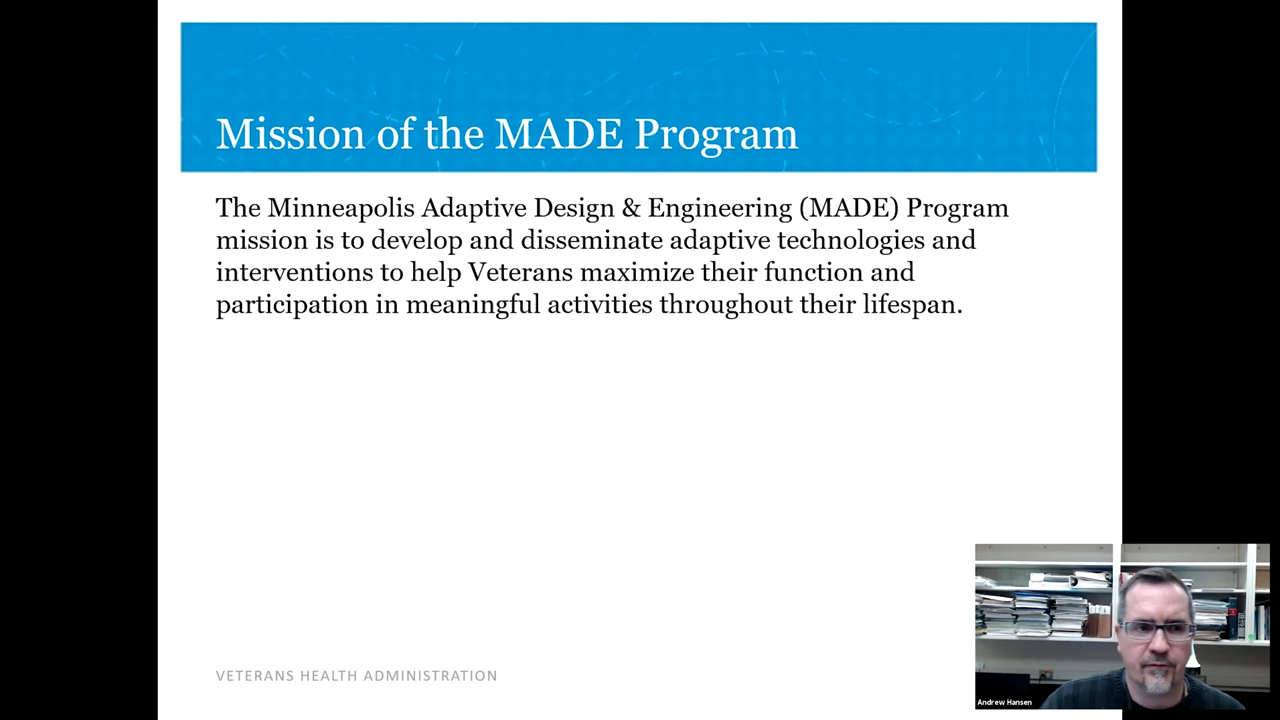 Mission of the MADE Program
The Minneapolis Adaptive Design & Engineering (MADE) Program
mission is to develop and disseminate adaptive technologies and
interventions to help Veterans maximize their function and
participation in meaningful activities throughout their lifespan.
VETERANS HEALTH ADMINISTRATION
Andrew Hansen